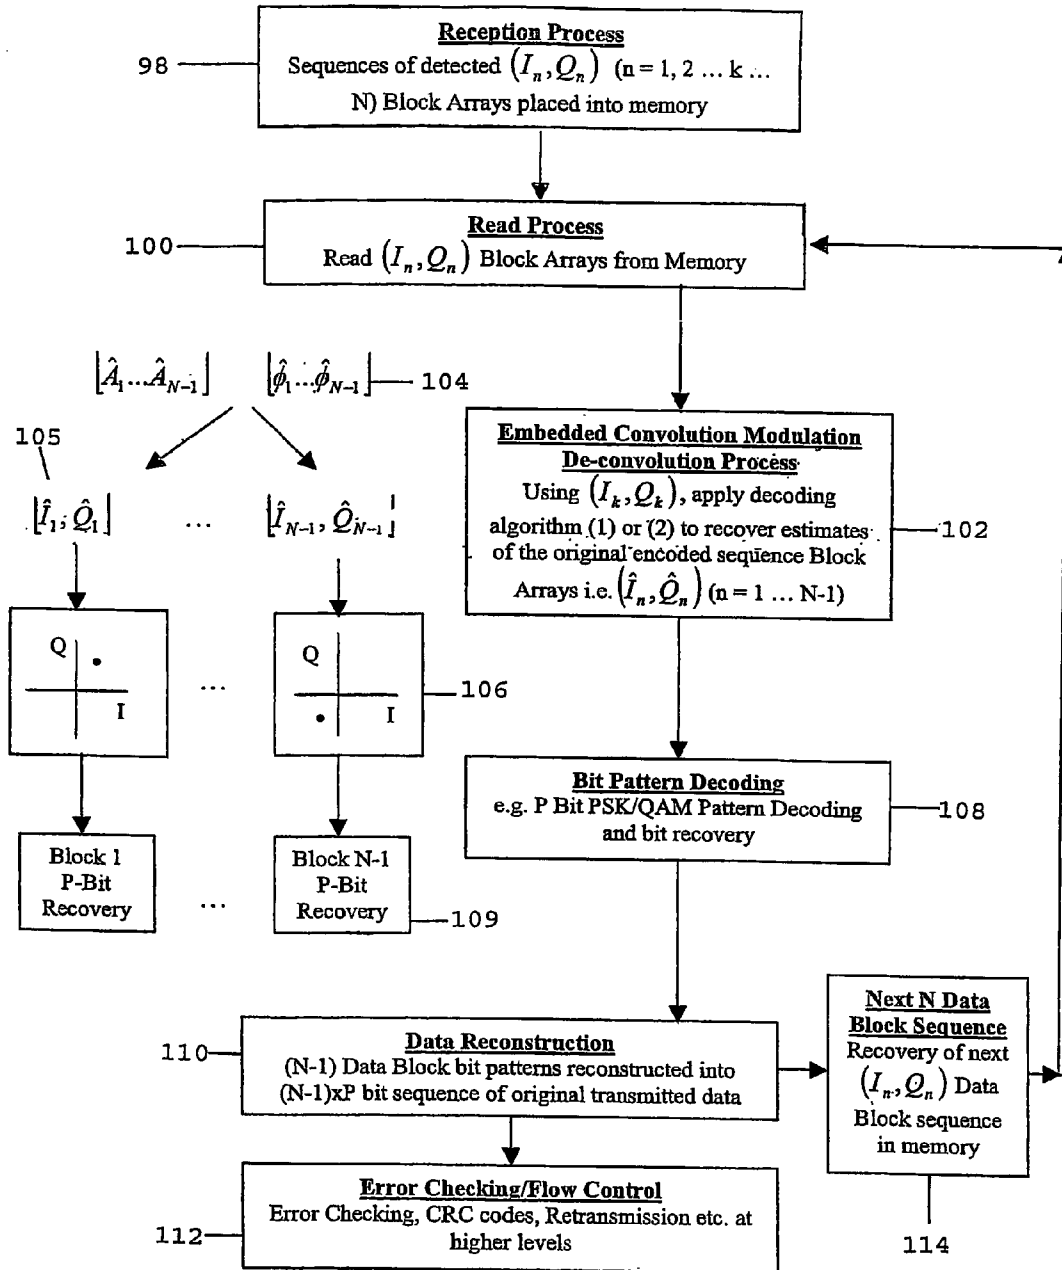 Reception Process
98
Sequences of detected (I_n, Q_n) (n = 1, 2 ... k ...
N) Block Arrays placed into memory
Read Process
100
Read (I_n, Q_n) Block Arrays from Memory
⌊Â_1...Â_{N-1}⌋ ⌊φ̂_1...φ̂_{N-1}⌋ 104
105
⌊Î_1, Q̂_1⌋ ... ⌊Î_{N-1}, Q̂_{N-1}⌋
Embedded Convolution Modulation
De-convolution Process
Using (I_k, Q_k), apply decoding
algorithm (1) or (2) to recover estimates
of the original encoded sequence Block
Arrays i.e. (Î_n, Q̂_n) (n = 1 ... N-1)
102
Q
I
...
Q
I
106
Bit Pattern Decoding
e.g. P Bit PSK/QAM Pattern Decoding
and bit recovery
108
Block 1
P-Bit
Recovery
...
Block N-1
P-Bit
Recovery
109
Data Reconstruction
110
(N-1) Data Block bit patterns reconstructed into
(N-1)xP bit sequence of original transmitted data
Next N Data
Block Sequence
Recovery of next
(I_n, Q_n) Data
Block sequence
in memory
114
Error Checking/Flow Control
Error Checking, CRC codes, Retransmission etc. at
higher levels
112